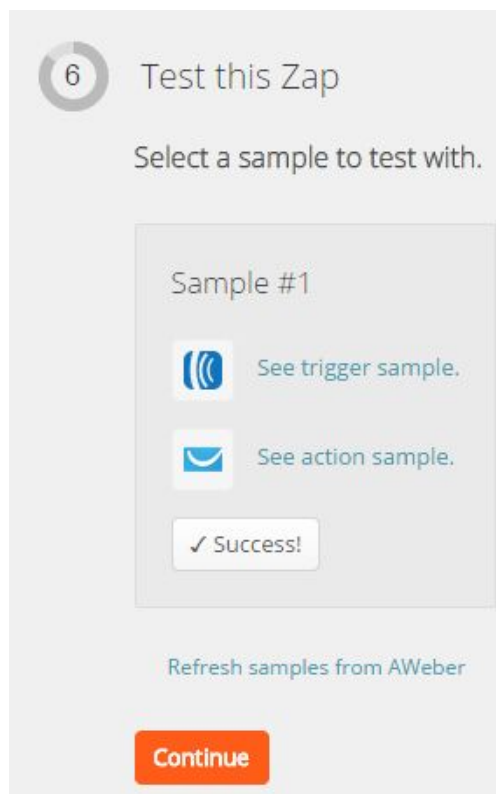 6
Test this Zap
Select a sample to test with.
Sample #1
See trigger sample.
See action sample.
✓ Success!
Refresh samples from AWeber
Continue